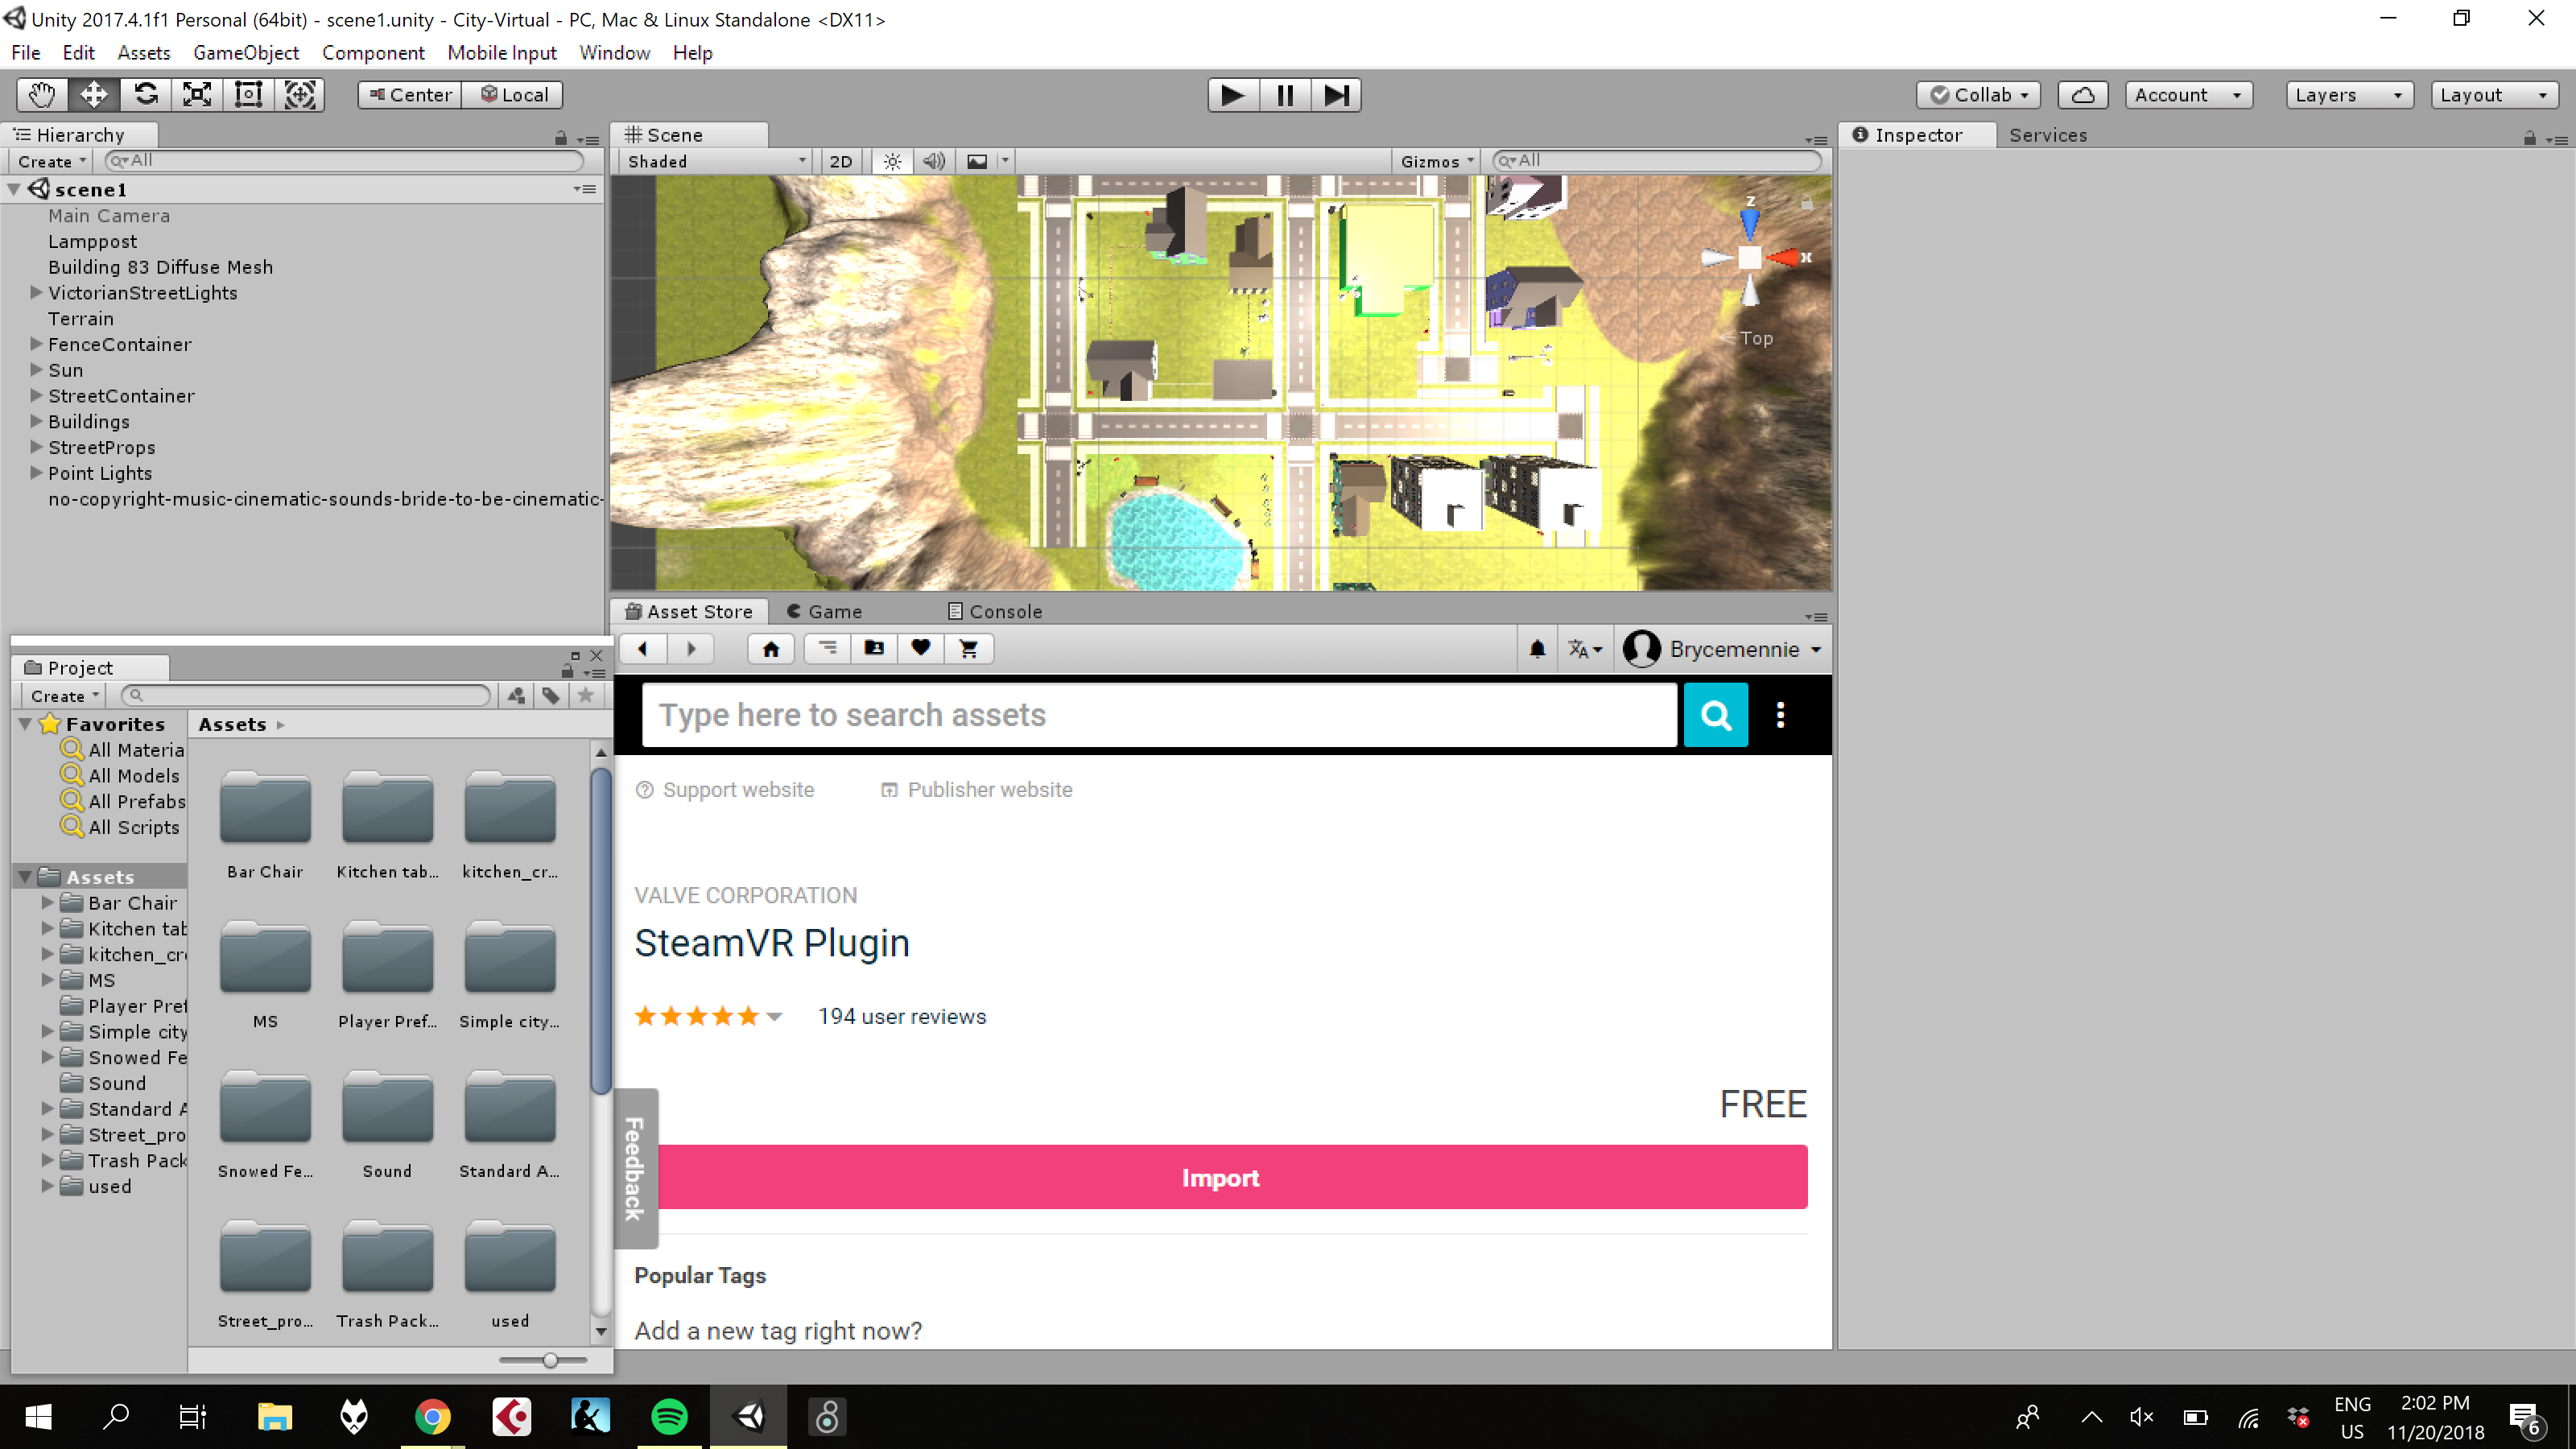 Unity 2017.4.1f1 Personal (64bit) - scene1.unity - City-Virtual - PC, Mac & Linux Standalone <DX11>
File Edit Assets GameObject Component Mobile Input Window Help
Center Local Collab Account Layers Layout
Hierarchy
Create All
scene1
Main Camera
Lamppost
Building 83 Diffuse Mesh
VictorianStreetLights
Terrain
FenceContainer
Sun
StreetContainer
Buildings
StreetProps
Point Lights
no-copyright-music-cinematic-sounds-bride-to-be-cinematic-
Scene
Shaded 2D Gizmos All
z
x
Top
Inspector Services
Project
Create
Favorites
All Materia
All Models
All Prefabs
All Scripts
Assets
Bar Chair
Kitchen tab
kitchen_cr
MS
Player Pref
Simple city
Snowed Fe
Sound
Standard A
Street_pro
Trash Pack
used
Assets
Bar Chair Kitchen tab... kitchen_cr...
MS Player Pref... Simple city...
Snowed Fe... Sound Standard A...
Street_pro... Trash Pack... used
Asset Store Game Console
Brycemennie
Type here to search assets
Support website Publisher website
VALVE CORPORATION
SteamVR Plugin
194 user reviews
FREE
Feedback
Import
Popular Tags
Add a new tag right now?
ENG
US
2:02 PM
11/20/2018
6